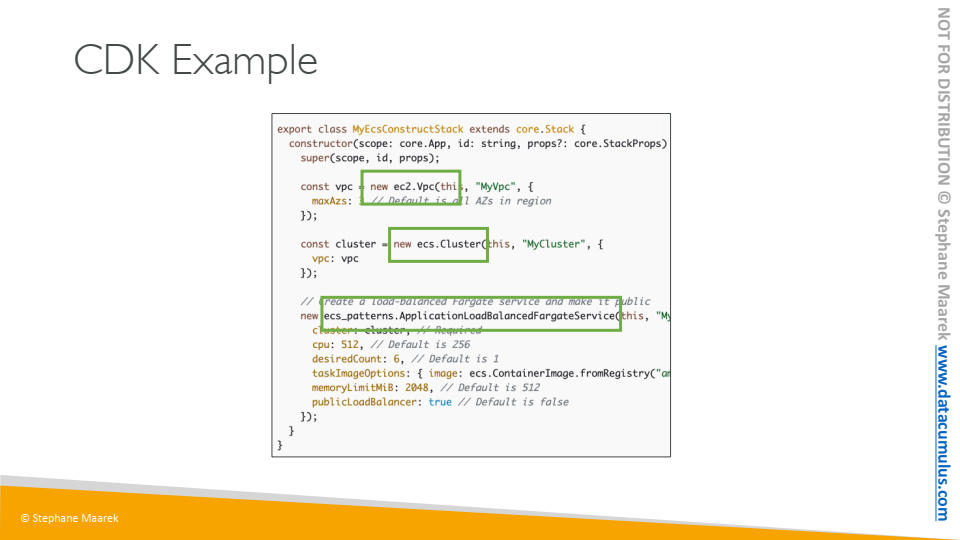 CDK Example
export class MyEcsConstructStack extends core.Stack {
constructor(scope: core.App, id: string, props?: core.StackProps)
super(scope, id, props);
const vpc = new ec2.Vpc(this, "MyVpc", {
maxAzs: // Default is all AZs in region
});
const cluster = new ecs.Cluster(this, "MyCluster", {
vpc: vpc
});
// Create a load-balanced Fargate service and make it public
new ecs_patterns.ApplicationLoadBalancedFargateService(this, "My
cluster: cluster, // Required
cpu: 512, // Default is 256
desiredCount: 6, // Default is 1
taskImageOptions: { image: ecs.ContainerImage.fromRegistry("am
memoryLimitMiB: 2048, // Default is 512
publicLoadBalancer: true // Default is false
});
}
}
© Stephane Maarek
NOT FOR DISTRIBUTION © Stephane Maarek www.datacumulus.com